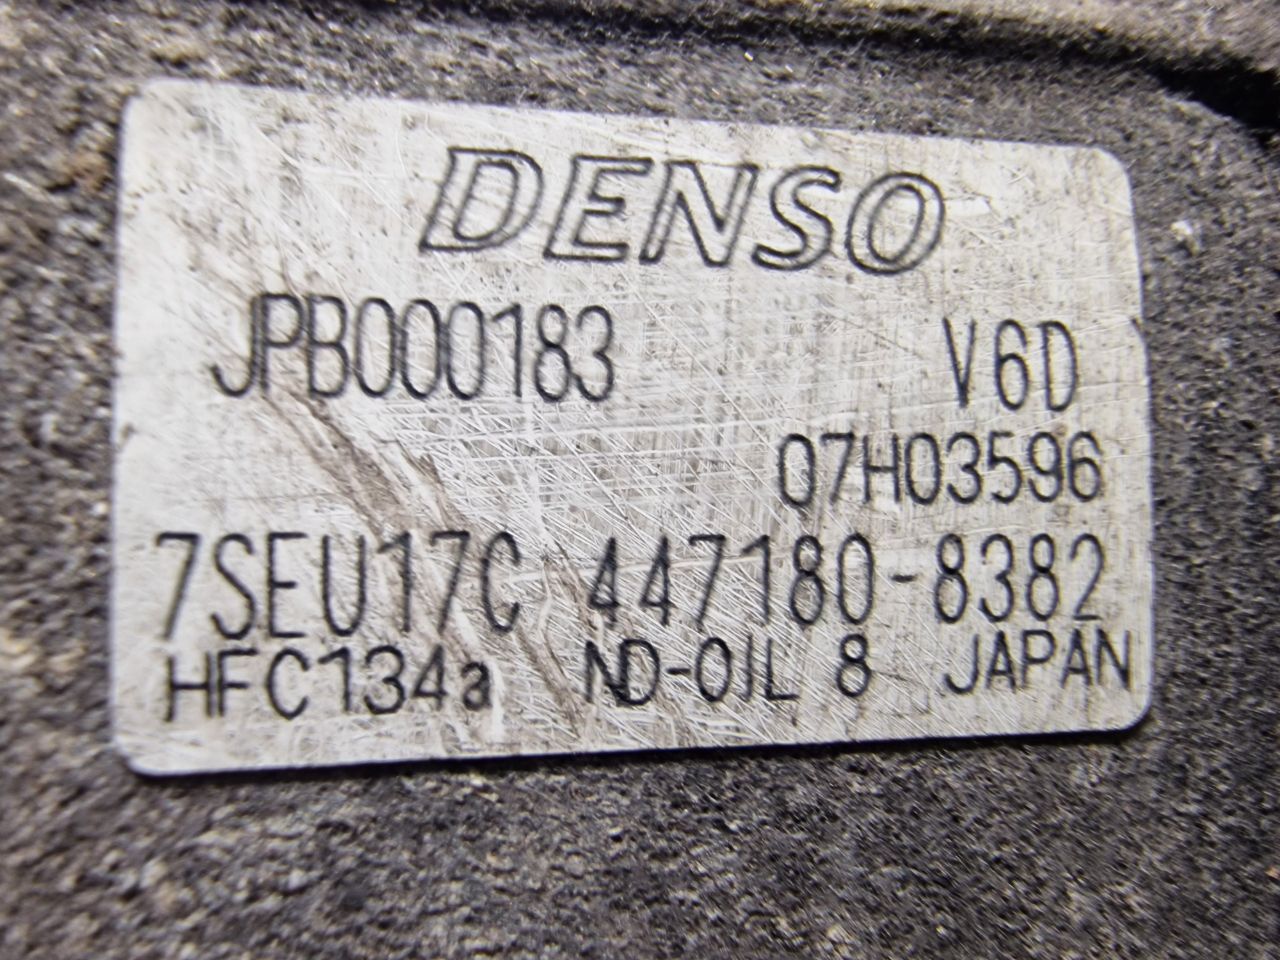 DENSO
JPB000183 V6D
07H03596
7SEU17C 447180-8382
HFC134a ND-OIL 8 JAPAN